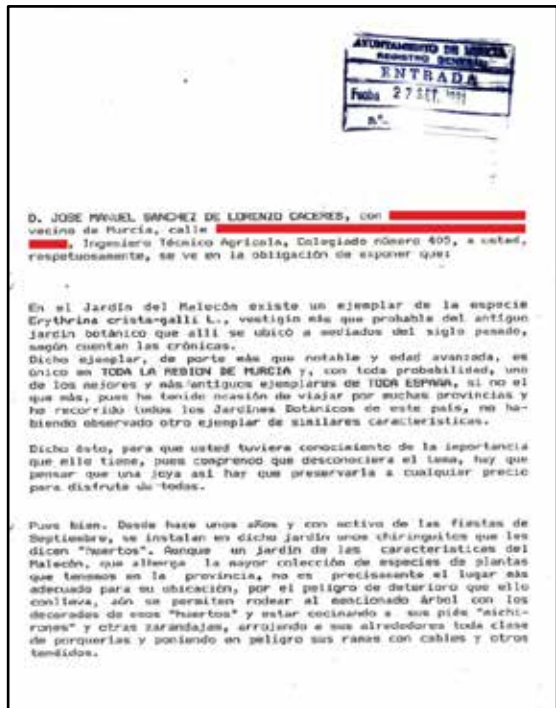 AYUNTAMIENTO DE MURCIA
REGISTRO GENERAL
ENTRADA
Fecha 27 SET.
n°.-
D. JOSE MANUEL SANCHEZ DE LORENZO CACERES, con
vecino de Murcia, calle
, Ingeniero Técnico Agrícola, Colegiado número 405, a usted,
respetuosamente, se ve en la obligación de exponer que:
En el Jardín del Malecón existe un ejemplar de la especie
Erythrina crista-galli L., vestigio más que probable del antiguo
jardín botánico que allí se ubicó a mediados del siglo pasado,
según cuentan las crónicas.
Dicho ejemplar, de porte más que notable y edad avanzada, es
único en TODA LA REGION DE MURCIA y, con toda probabilidad, uno
de los mejores y más antiguos ejemplares de TODA ESPAÑA, si no el
que más, pues he tenido ocasión de viajar por muchas provincias y
he recorrido todos los Jardines Botánicos de este país, no ha-
biendo observado otro ejemplar de similares características.
Dicho ésto, para que usted tuviera conocimiento de la importancia
que ello tiene, pues comprendo que desconociera el tema, hay que
pensar que una joya así hay que preservarla a cualquier precio
para disfrute de todos.
Pues bien. Desde hace unos años y con motivo de las fiestas de
Septiembre, se instalan en dicho jardín unos chiringuitos que les
dicen "huertos". Aunque un jardín de las características del
Malecón, que alberga la mayor colección de especies de plantas
que tenemos en la provincia, no es precisamente el lugar más
adecuado para su ubicación, por el peligro de deterioro que ello
conlleva, aún se permiten rodear al mencionado árbol con los
decorados de esos "huertos" y estar cocinando a sus pies "michi-
rones" y otras zarandajas, arrojando a sus alrededores toda clase
de porquerías y poniendo en peligro sus ramas con cables y otros
tendidos.